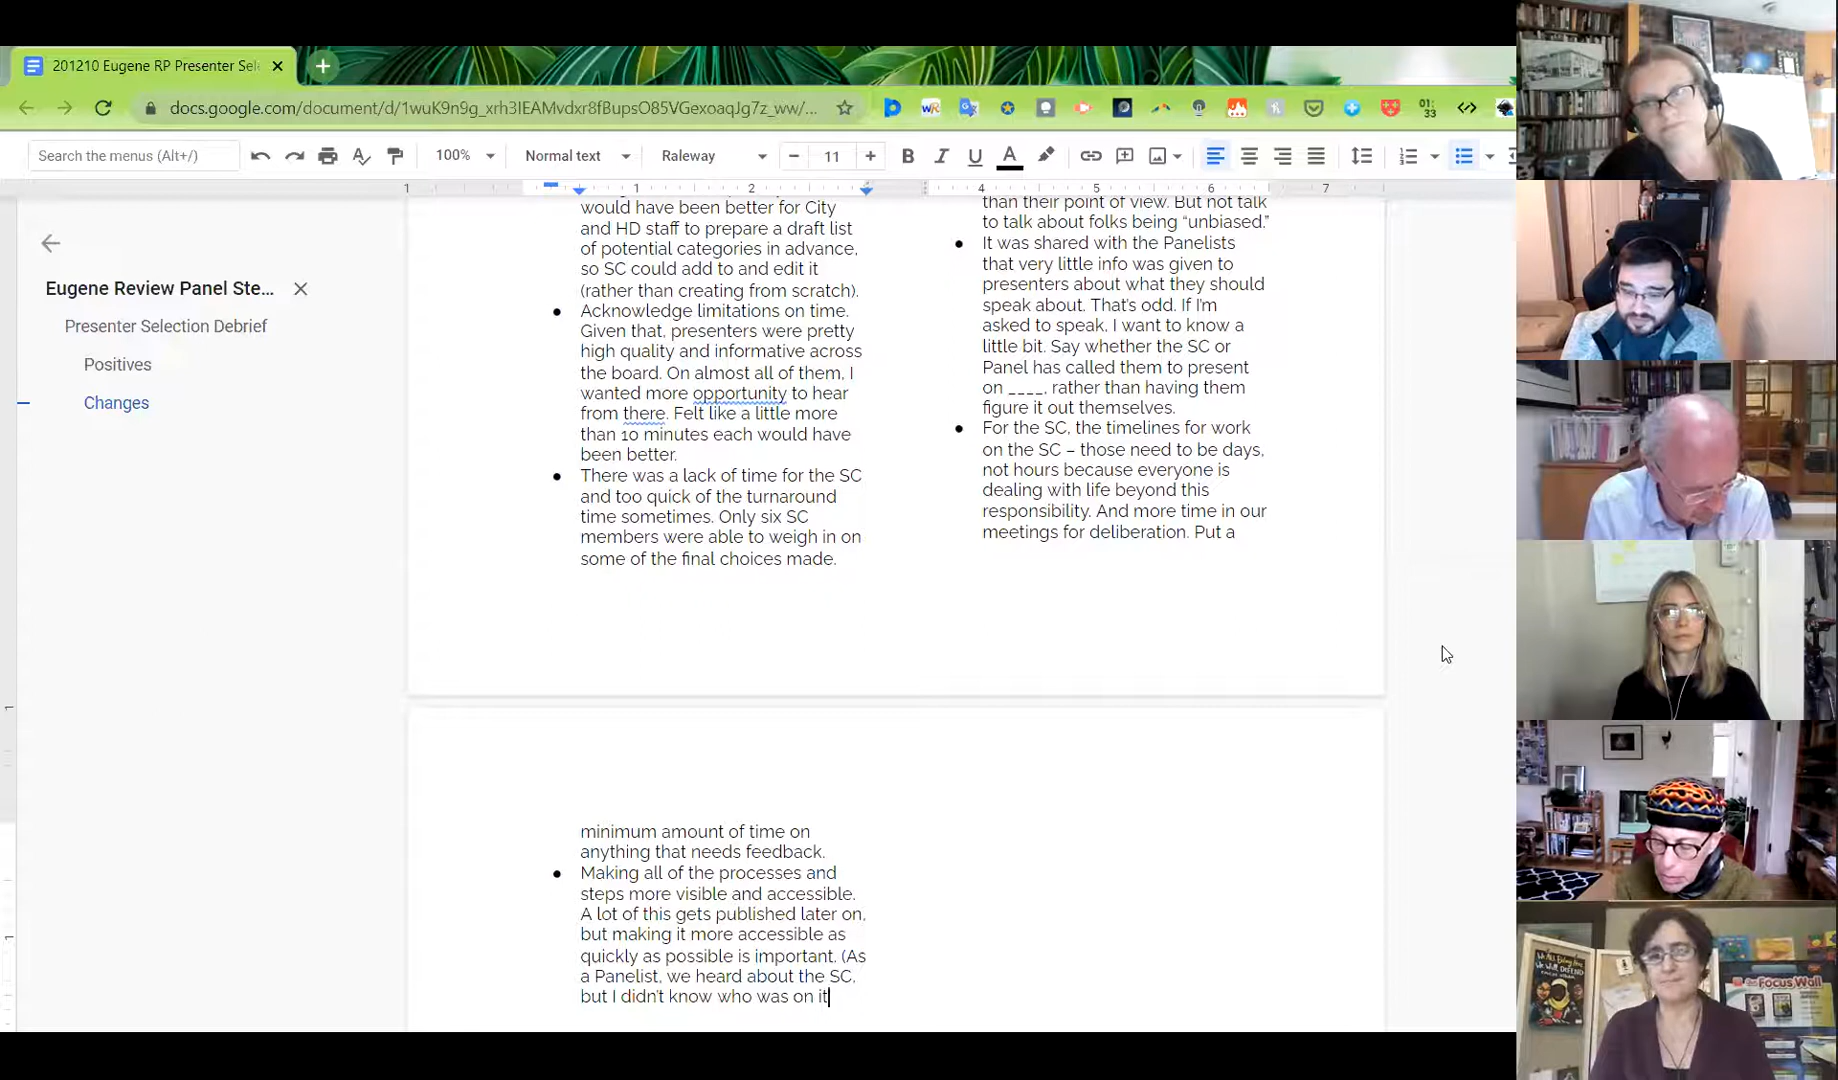 201210 Eugene RP Presenter Sel
docs.google.com/document/d/1wuK9n9g_xrh3IEAMvdxr8fBupsO85VGexoaqJg7z_ww/...
01:
33
Search the menus (Alt+/)
100%
Normal text
Raleway
11
1
1
2
4
5
6
7
Eugene Review Panel Ste...
Presenter Selection Debrief
Positives
Changes
would have been better for City
and HD staff to prepare a draft list
of potential categories in advance,
so SC could add to and edit it
(rather than creating from scratch).
● Acknowledge limitations on time.
Given that, presenters were pretty
high quality and informative across
the board. On almost all of them, I
wanted more opportunity to hear
from there. Felt like a little more
than 10 minutes each would have
been better.
● There was a lack of time for the SC
and too quick of the turnaround
time sometimes. Only six SC
members were able to weigh in on
some of the final choices made.
than their point of view. But not talk
to talk about folks being “unbiased.”
● It was shared with the Panelists
that very little info was given to
presenters about what they should
speak about. That's odd. If I'm
asked to speak, I want to know a
little bit. Say whether the SC or
Panel has called them to present
on ____, rather than having them
figure it out themselves.
● For the SC, the timelines for work
on the SC – those need to be days,
not hours because everyone is
dealing with life beyond this
responsibility. And more time in our
meetings for deliberation. Put a
minimum amount of time on
anything that needs feedback.
● Making all of the processes and
steps more visible and accessible.
A lot of this gets published later on,
but making it more accessible as
quickly as possible is important. (As
a Panelist, we heard about the SC,
but I didn't know who was on it
Focus Wall